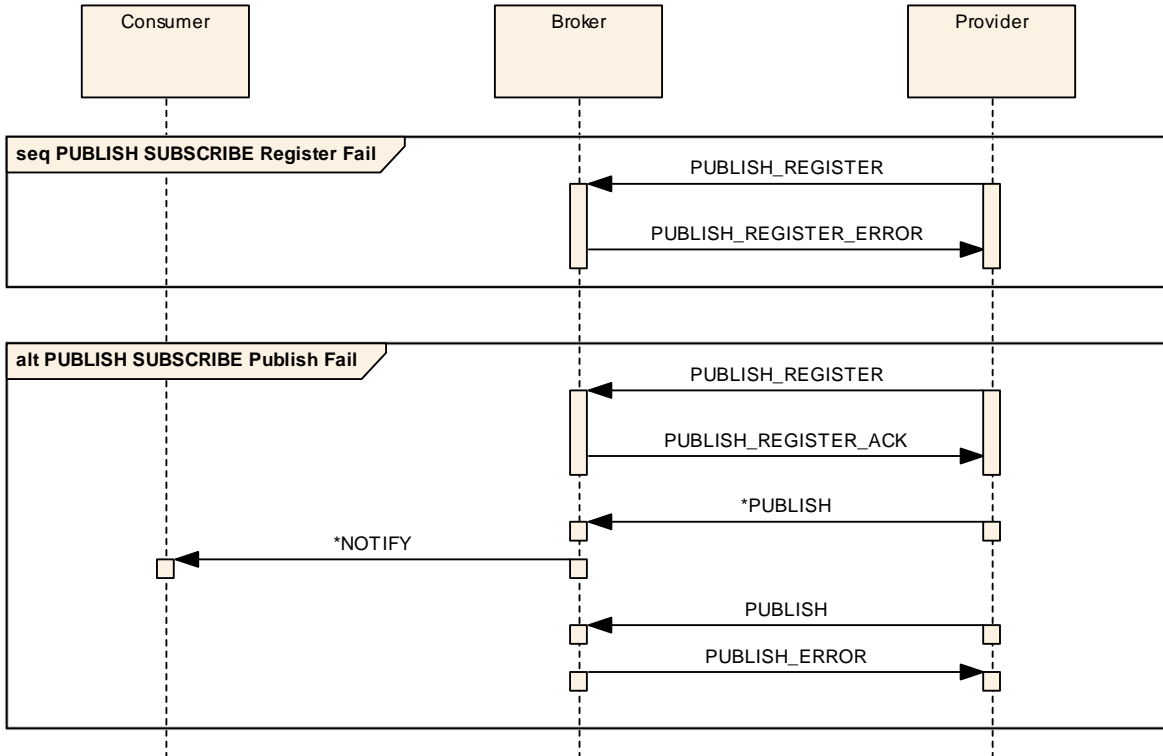 Consumer
Broker
Provider
seq PUBLISH SUBSCRIBE Register Fail
PUBLISH_REGISTER
PUBLISH_REGISTER_ERROR
alt PUBLISH SUBSCRIBE Publish Fail
PUBLISH_REGISTER
PUBLISH_REGISTER_ACK
*PUBLISH
*NOTIFY
PUBLISH
PUBLISH_ERROR